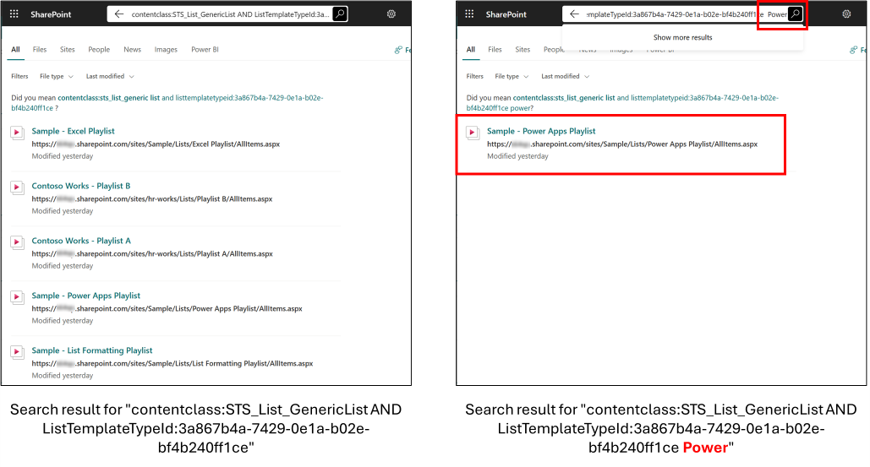 SharePoint
contentclass:STS_List_GenericList AND ListTemplateTypeId:3a...
All Files Sites People News Images Power BI
Filters File type Last modified
Did you mean contentclass:sts_list_generic list and listtemplatetypeid:3a867b4a-7429-0e1a-b02e-
bf4b240ff1ce ?
Sample - Excel Playlist
https://.sharepoint.com/sites/Sample/Lists/Excel Playlist/AllItems.aspx
Modified yesterday
Contoso Works - Playlist B
https://.sharepoint.com/sites/hr-works/Lists/Playlist B/AllItems.aspx
Modified yesterday
Contoso Works - Playlist A
https://.sharepoint.com/sites/hr-works/Lists/Playlist A/AllItems.aspx
Modified yesterday
Sample - Power Apps Playlist
https://.sharepoint.com/sites/Sample/Lists/Power Apps Playlist/AllItems.aspx
Modified yesterday
Sample - List Formatting Playlist
https://.sharepoint.com/sites/Sample/Lists/List Formatting Playlist/AllItems.aspx
Modified yesterday
Search result for "contentclass:STS_List_GenericList AND
ListTemplateTypeId:3a867b4a-7429-0e1a-b02e-
bf4b240ff1ce"
SharePoint
mplateTypeId:3a867b4a-7429-0e1a-b02e-bf4b240ff1ce Power
Show more results
All Files Sites People News Images Power BI
Filters File type Last modified
Did you mean contentclass:sts_list_generic list and listtemplatetypeid:3a867b4a-7429-0e1a-b02e-
bf4b240ff1ce power?
Sample - Power Apps Playlist
https://.sharepoint.com/sites/Sample/Lists/Power Apps Playlist/AllItems.aspx
Modified yesterday
Search result for "contentclass:STS_List_GenericList AND
ListTemplateTypeId:3a867b4a-7429-0e1a-b02e-
bf4b240ff1ce Power"